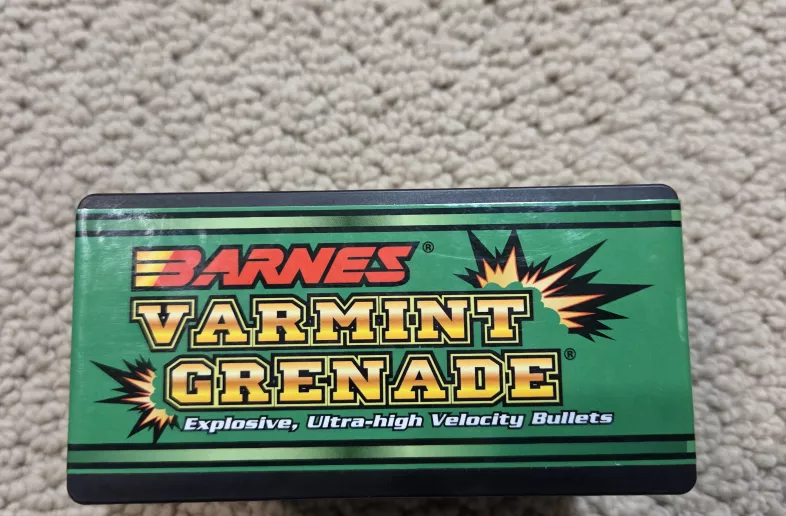 BARNES®
VARMINT
GRENADE®
Explosive, Ultra-high Velocity Bullets